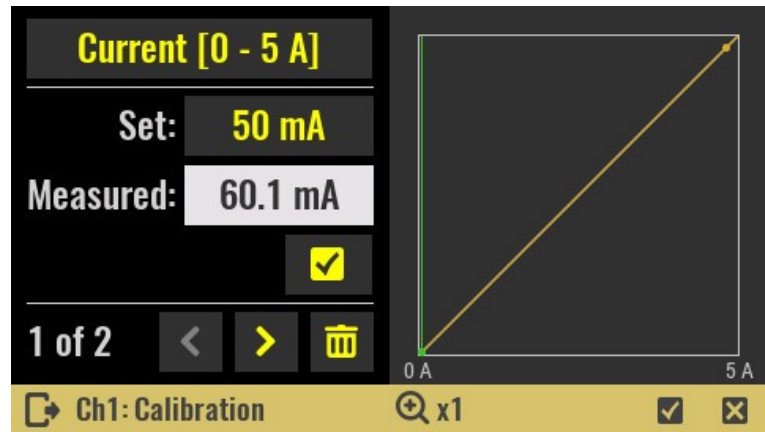 Current [0 - 5 A]
Set: 50 mA
Measured: 60.1 mA
1 of 2
0 A 5 A
Ch1: Calibration x1